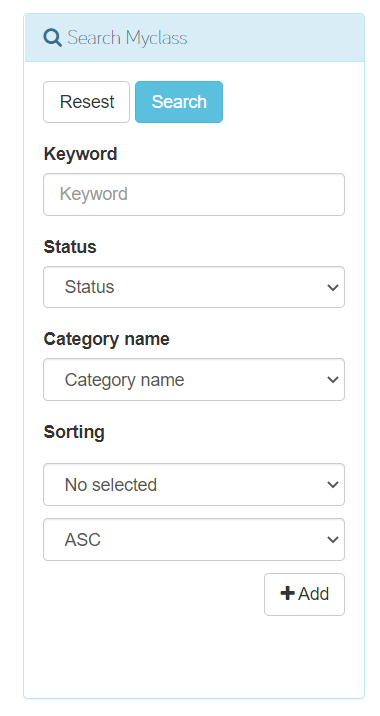 Search Myclass
Resest Search
Keyword
Keyword
Status
Status
Category name
Category name
Sorting
No selected
ASC
Add